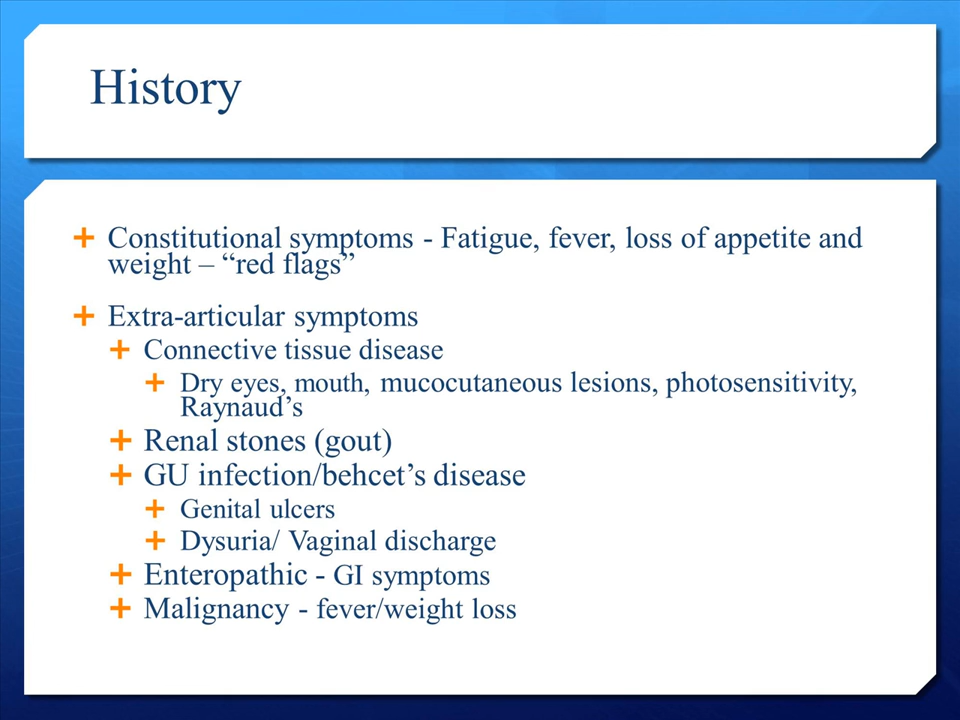 History
Constitutional symptoms - Fatigue, fever, loss of appetite and
weight – “red flags”
Extra-articular symptoms
Connective tissue disease
Dry eyes, mouth, mucocutaneous lesions, photosensitivity,
Raynaud’s
Renal stones (gout)
GU infection/behcet’s disease
Genital ulcers
Dysuria/ Vaginal discharge
Enteropathic - GI symptoms
Malignancy - fever/weight loss